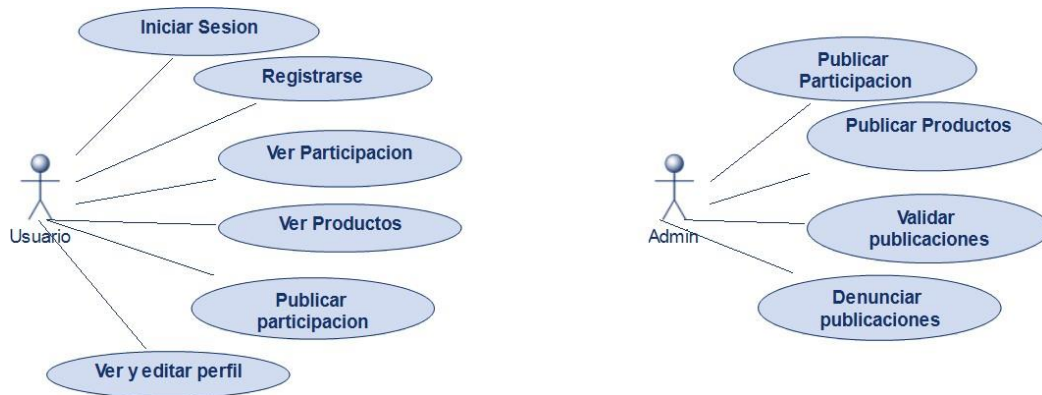 Iniciar Sesion
Registrarse
Ver Participacion
Ver Productos
Publicar
participacion
Ver y editar perfil
Usuario
Publicar
Participacion
Publicar Productos
Validar
publicaciones
Denunciar
publicaciones
Admin